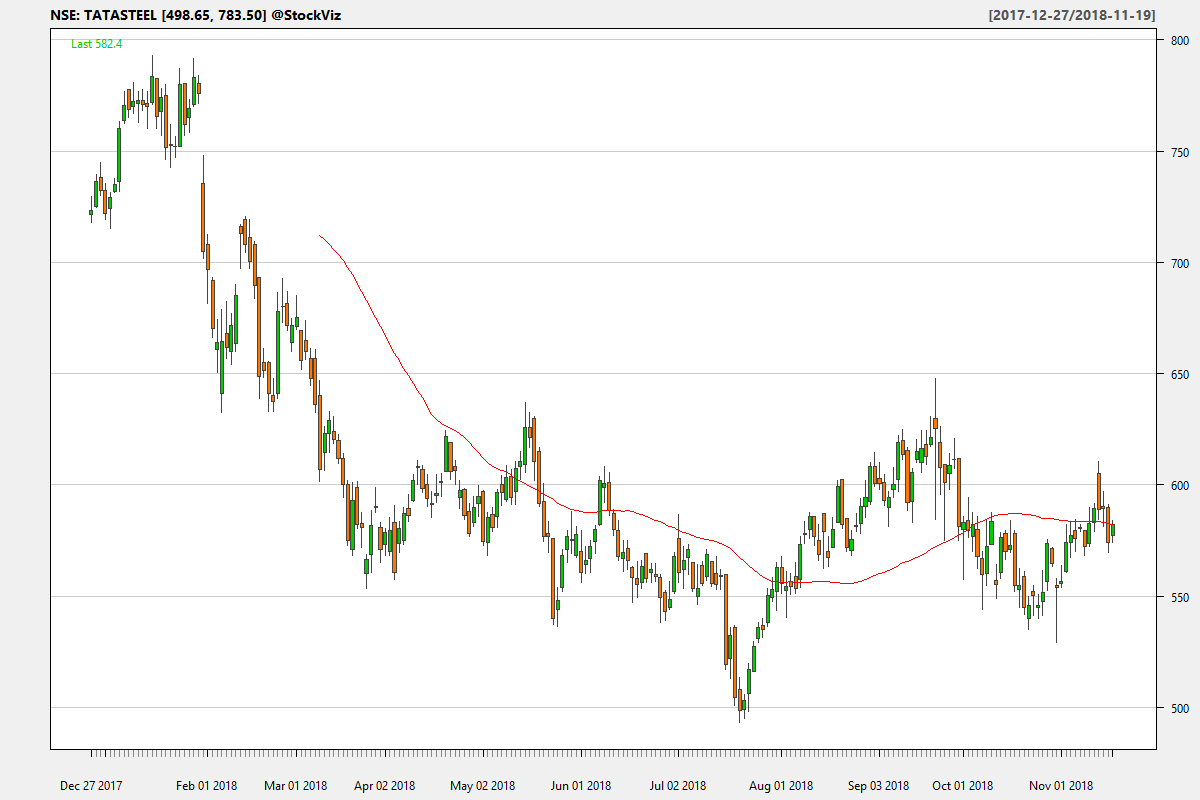 NSE: TATASTEEL [498.65, 783.50] @StockViz [2017-12-27/2018-11-19]
Last 582.4
800
750
700
650
600
550
500
Dec 27 2017 Feb 01 2018 Mar 01 2018 Apr 02 2018 May 02 2018 Jun 01 2018 Jul 02 2018 Aug 01 2018 Sep 03 2018 Oct 01 2018 Nov 01 2018